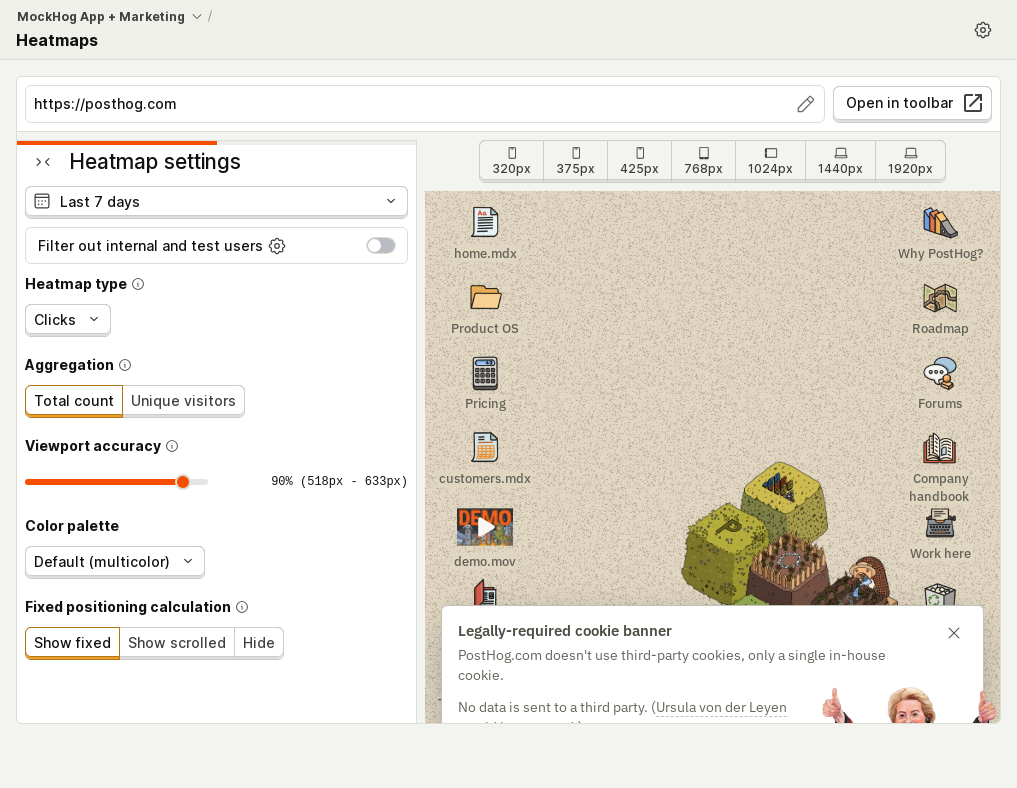 MockHog App + Marketing /
Heatmaps
https://posthog.com
Open in toolbar
Heatmap settings
Last 7 days
Filter out internal and test users
Heatmap type
Clicks
Aggregation
Total count
Unique visitors
Viewport accuracy
90% (518px - 633px)
Color palette
Default (multicolor)
Fixed positioning calculation
Show fixed
Show scrolled
Hide
320px
375px
425px
768px
1024px
1440px
1920px
home.mdx
Product OS
Pricing
customers.mdx
DEMO
demo.mov
Why PostHog?
Roadmap
Forums
Company
handbook
Work here
Legally-required cookie banner
PostHog.com doesn't use third-party cookies, only a single in-house
cookie.
No data is sent to a third party. (Ursula von der Leyen